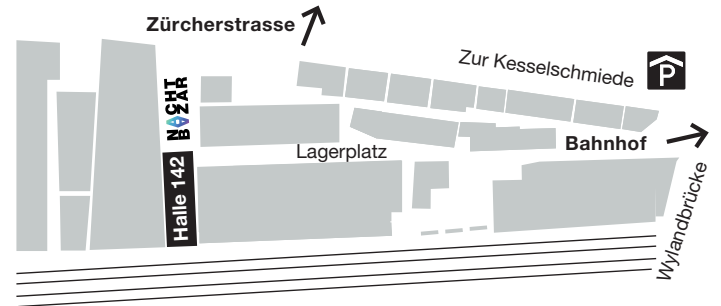 Zürcherstrasse
Zur Kesselschmiede
P
NACHT
BAZAR
Bahnhof
Lagerplatz
Halle 142
Wylandbrücke